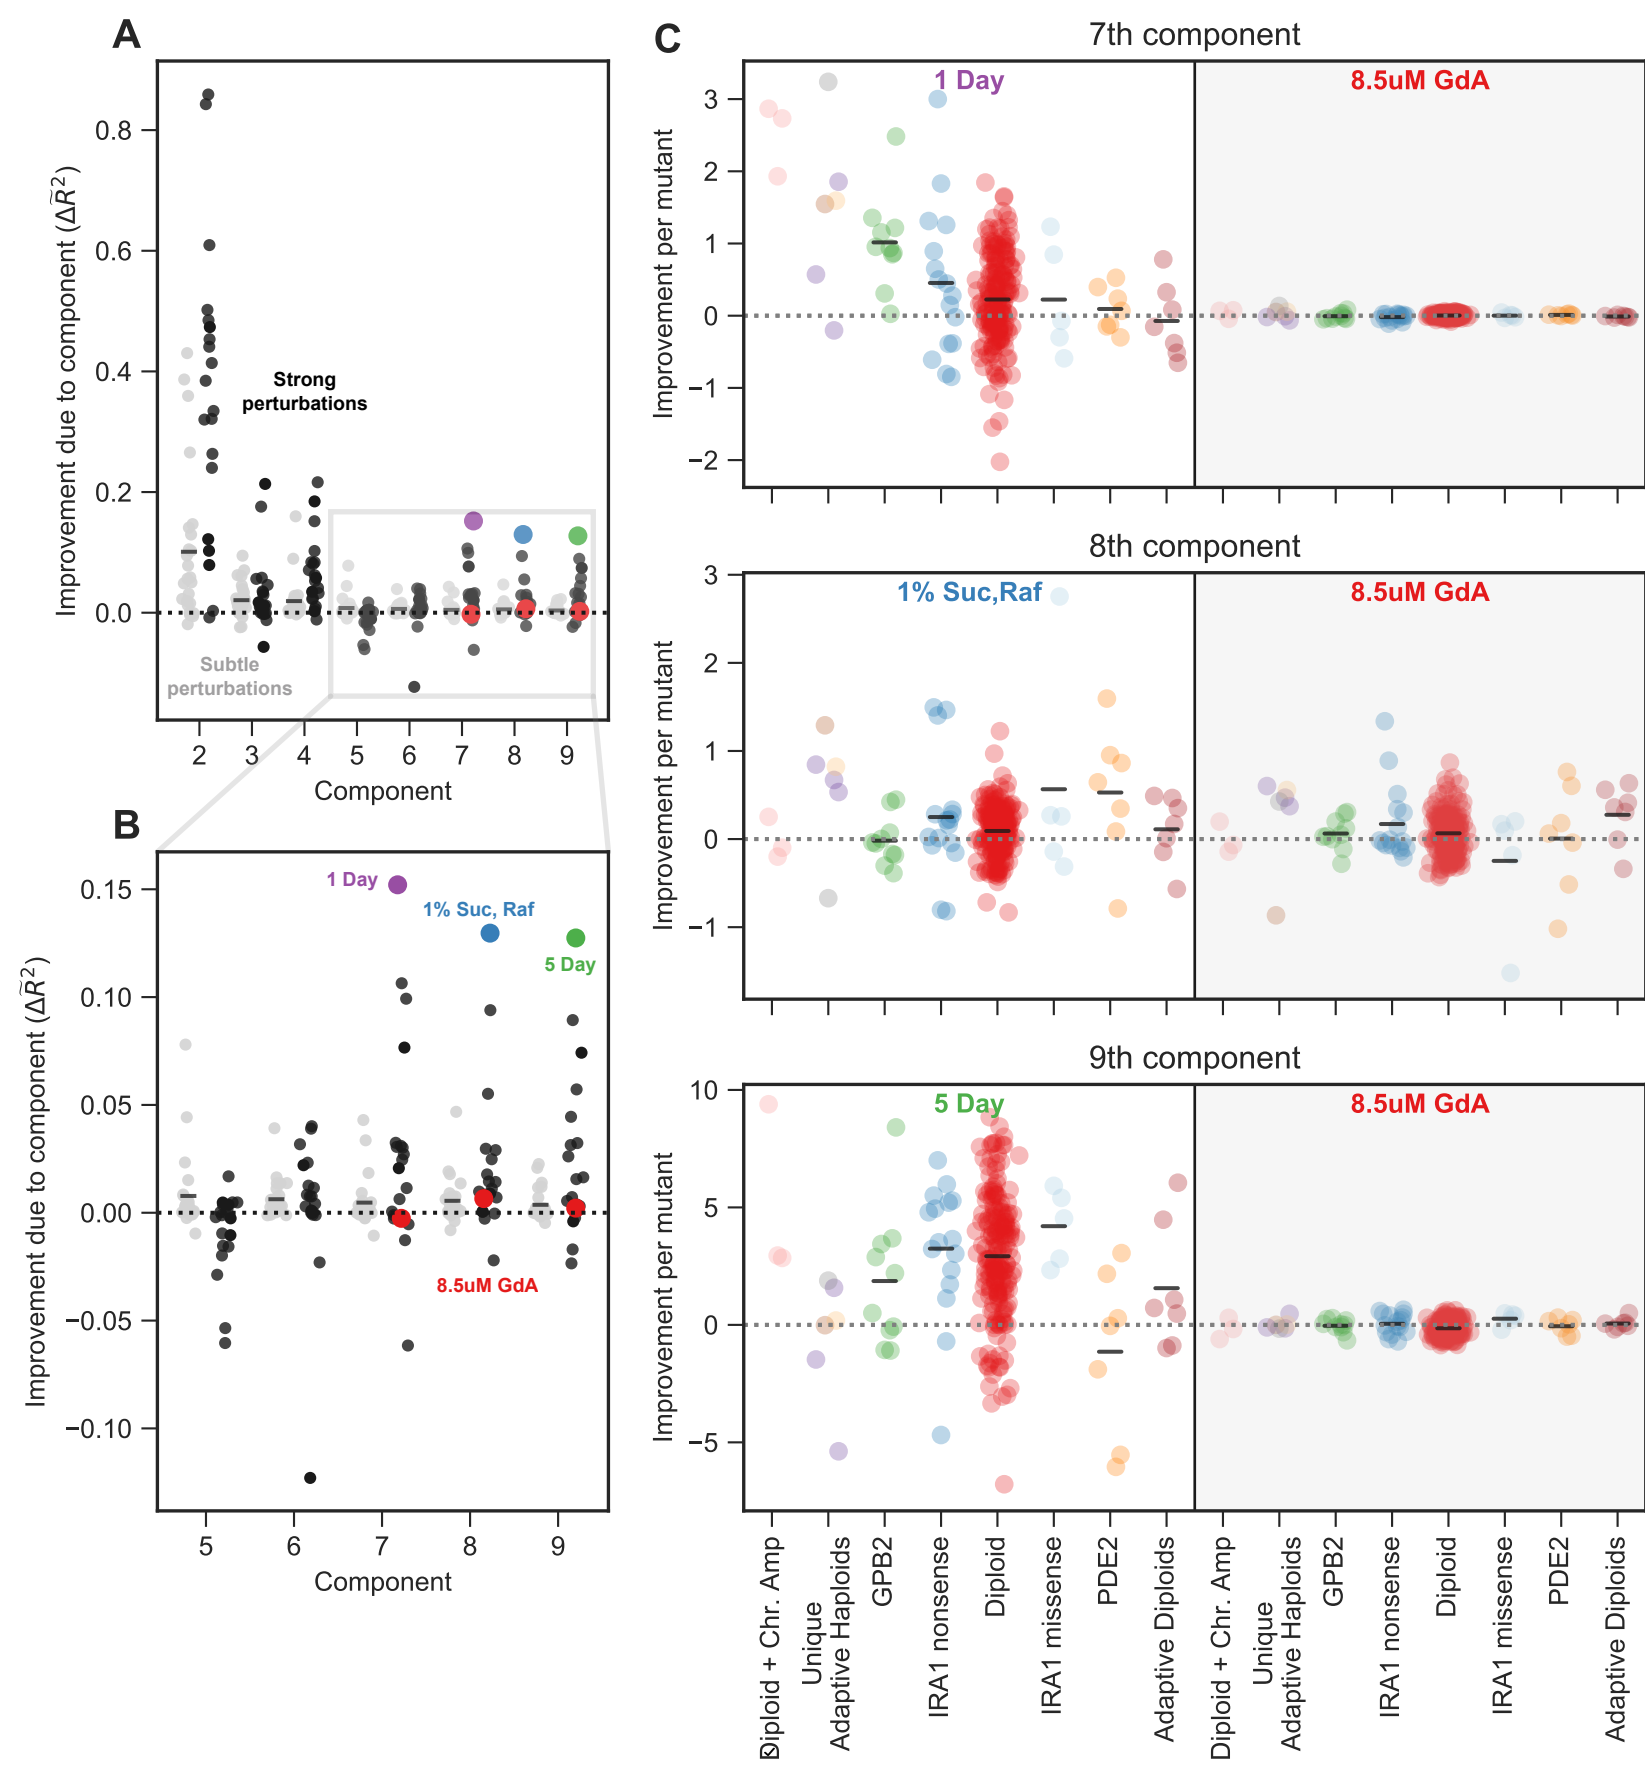 A
Improvement due to component (ΔR̃²)
0.8
0.6
0.4
0.2
0.0
Strong
perturbations
Subtle
perturbations
2 3 4 5 6 7 8 9
Component
B
Improvement due to component (ΔR̃²)
0.15
0.10
0.05
0.00
−0.05
−0.10
1 Day
1% Suc, Raf
5 Day
8.5uM GdA
5 6 7 8 9
Component
C
7th component
1 Day
8.5uM GdA
Improvement per mutant
3
2
1
0
−1
−2
8th component
1% Suc,Raf
8.5uM GdA
Improvement per mutant
3
2
1
0
−1
9th component
5 Day
8.5uM GdA
Improvement per mutant
10
5
0
−5
Diploid + Chr. Amp
Unique
Adaptive Haploids
GPB2
IRA1 nonsense
Diploid
IRA1 missense
PDE2
Adaptive Diploids
Diploid + Chr. Amp
Unique
Adaptive Haploids
GPB2
IRA1 nonsense
Diploid
IRA1 missense
PDE2
Adaptive Diploids